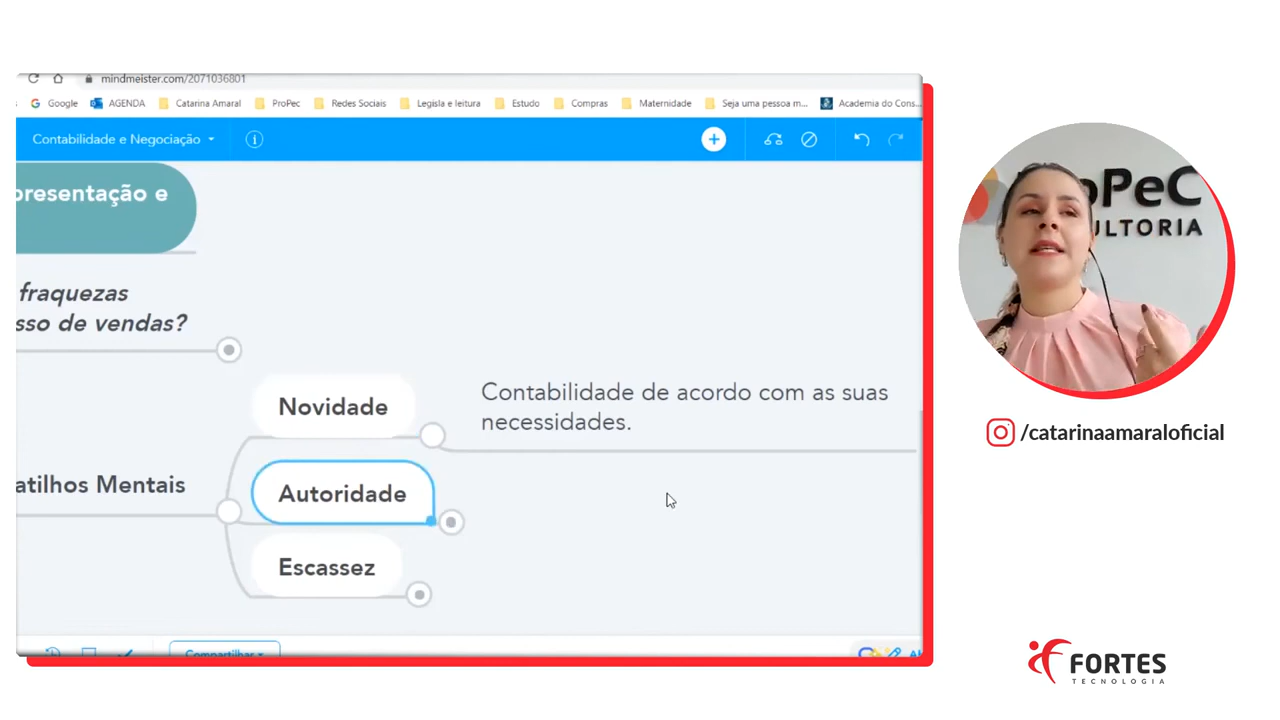 mindmeister.com/2071036801
Google AGENDA Catarina Amaral ProPec Redes Sociais Legisla e leitura Estudo Compras Maternidade Seja uma pessoa m... Academia do Cons...
Contabilidade e Negociação
presentação e
fraquezas
sso de vendas?
Novidade
Contabilidade de acordo com as suas
necessidades.
atilhos Mentais
Autoridade
Escassez
Compartilhar
oPeC
ULTORIA
/catarinaamaraloficial
FORTES
TECNOLOGIA